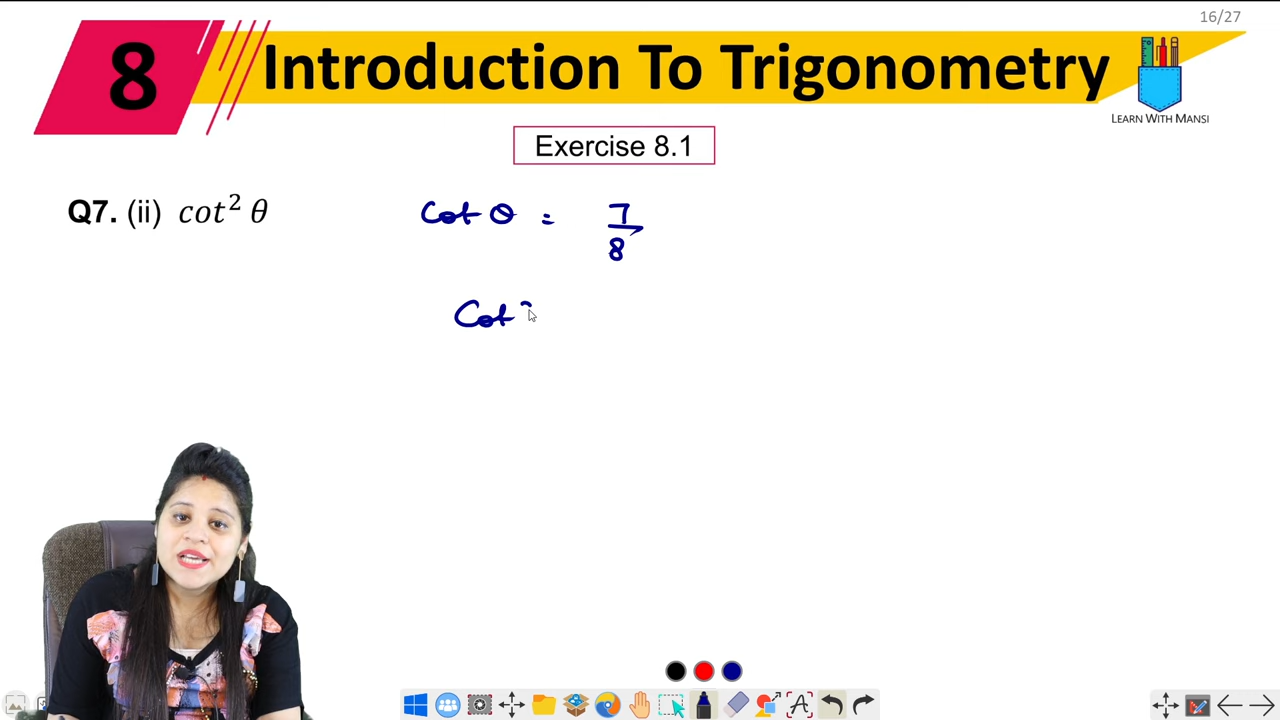 16/27
8 Introduction To Trigonometry
LEARN WITH MANSI
Exercise 8.1
Q7. (ii) cot² θ
Cot θ = 7/8
Cot